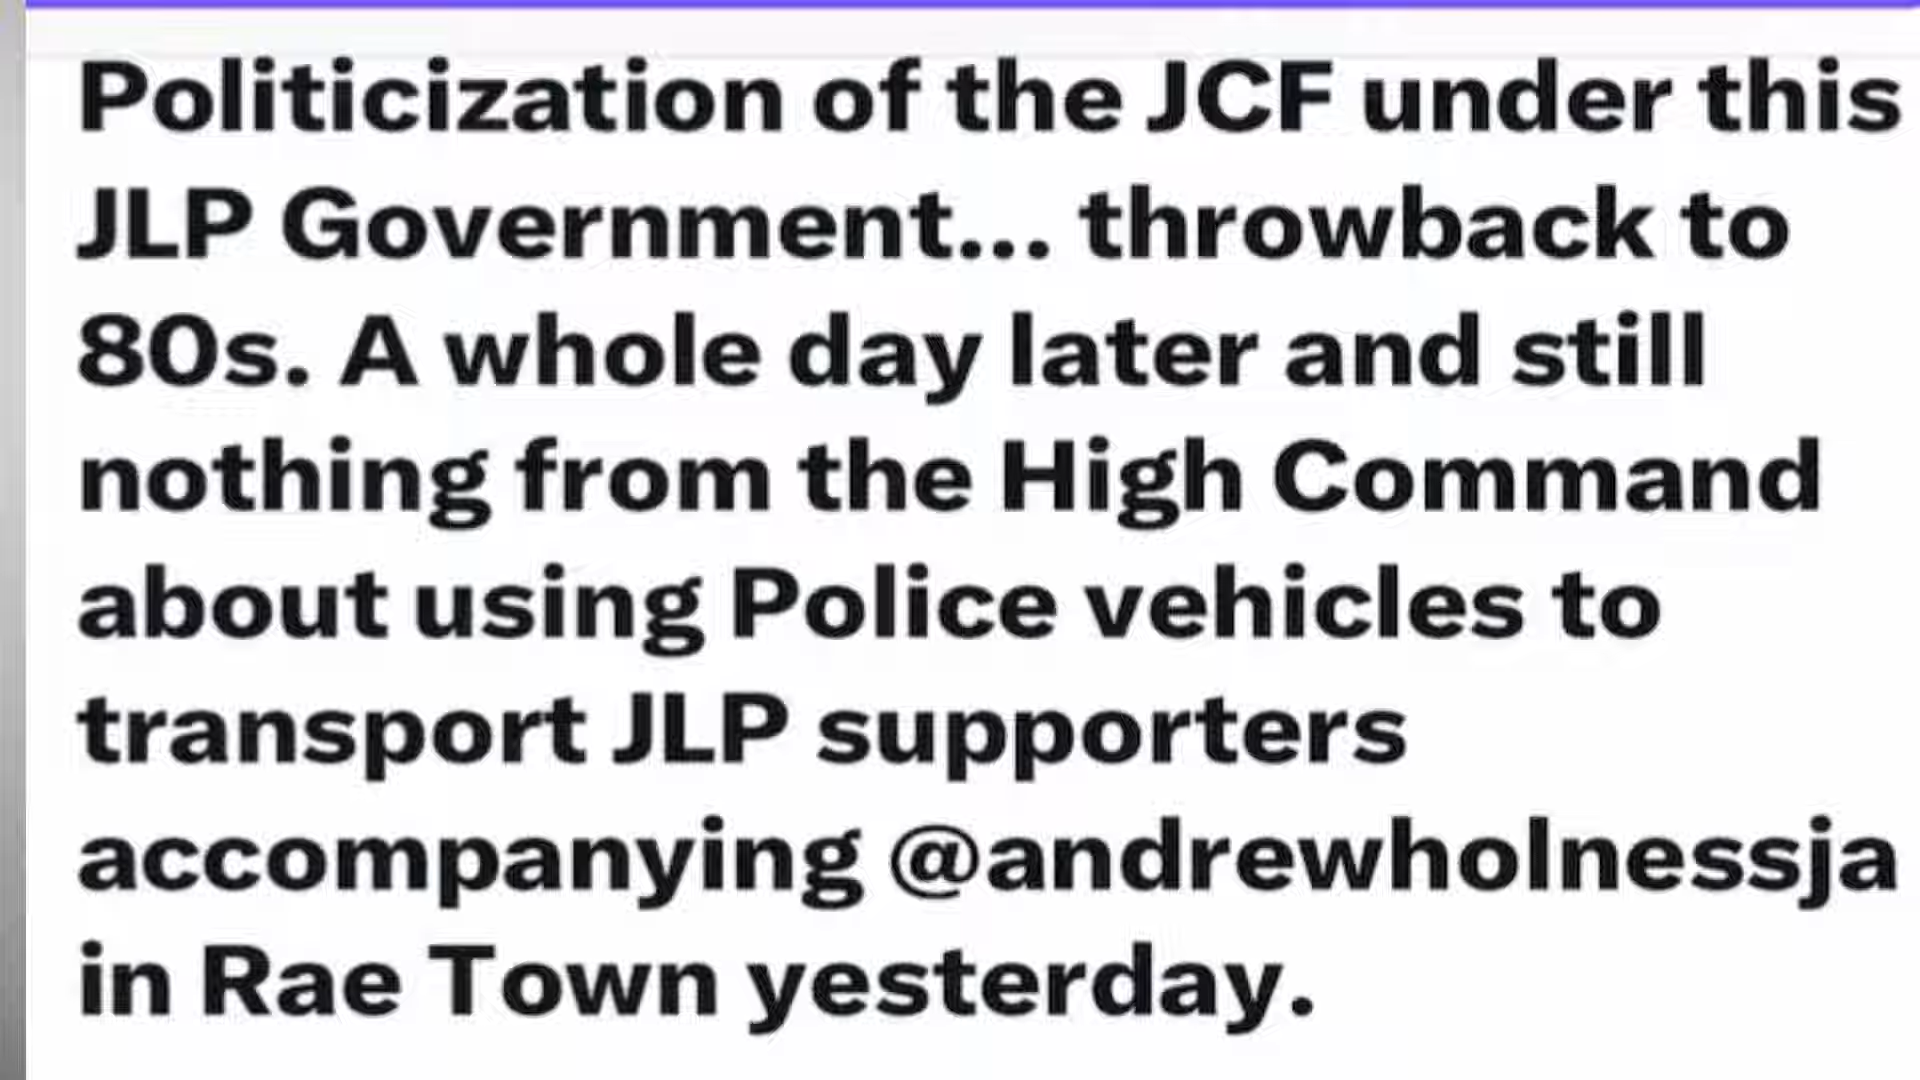 Politicization of the JCF under this
JLP Government... throwback to
80s. A whole day later and still
nothing from the High Command
about using Police vehicles to
transport JLP supporters
accompanying @andrewholnessja
in Rae Town yesterday.